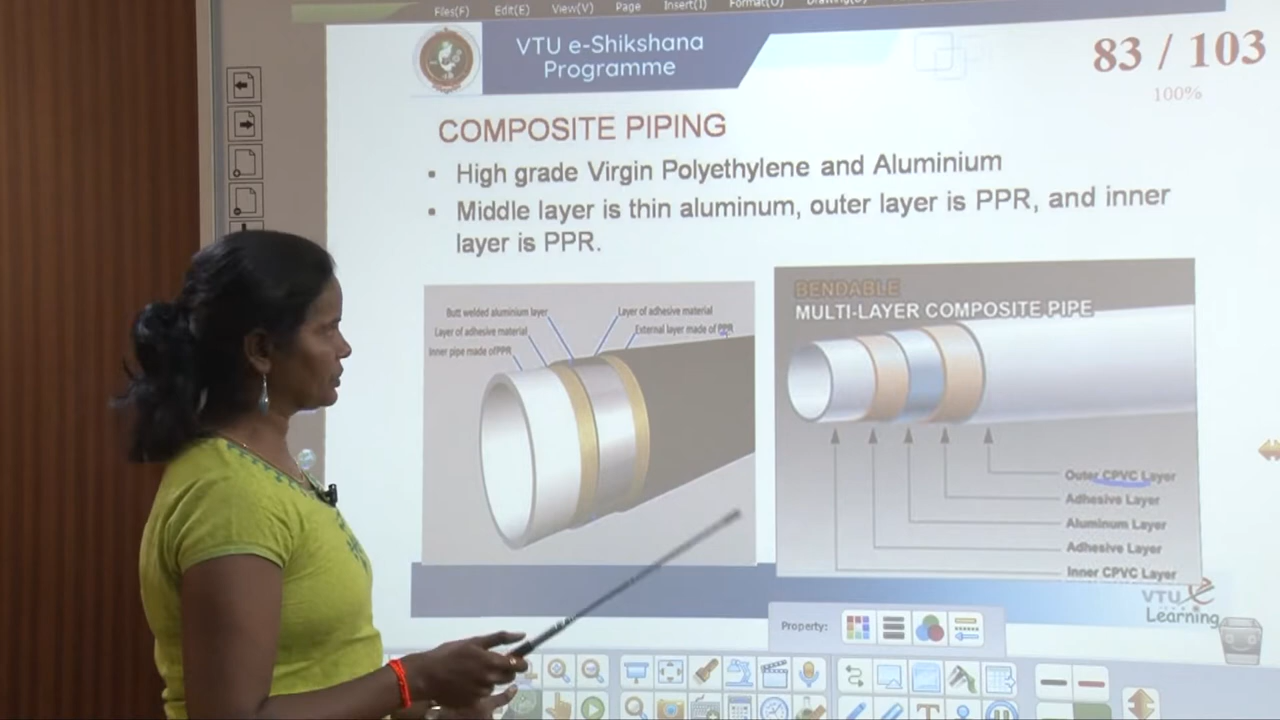 Files(F) Edit(E) View(V) Page Insert(I) Format(O)
VTU e-Shikshana
Programme
83 / 103
100%
COMPOSITE PIPING
• High grade Virgin Polyethylene and Aluminium
• Middle layer is thin aluminum, outer layer is PPR, and inner
layer is PPR.
Butt welded aluminium layer
Layer of adhesive material
Inner pipe made ofPPR
Layer of adhesive material
External layer made of PPR
BENDABLE
MULTI-LAYER COMPOSITE PIPE
Outer CPVC Layer
Adhesive Layer
Aluminum Layer
Adhesive Layer
Inner CPVC Layer
VTU e
Learning
Property: